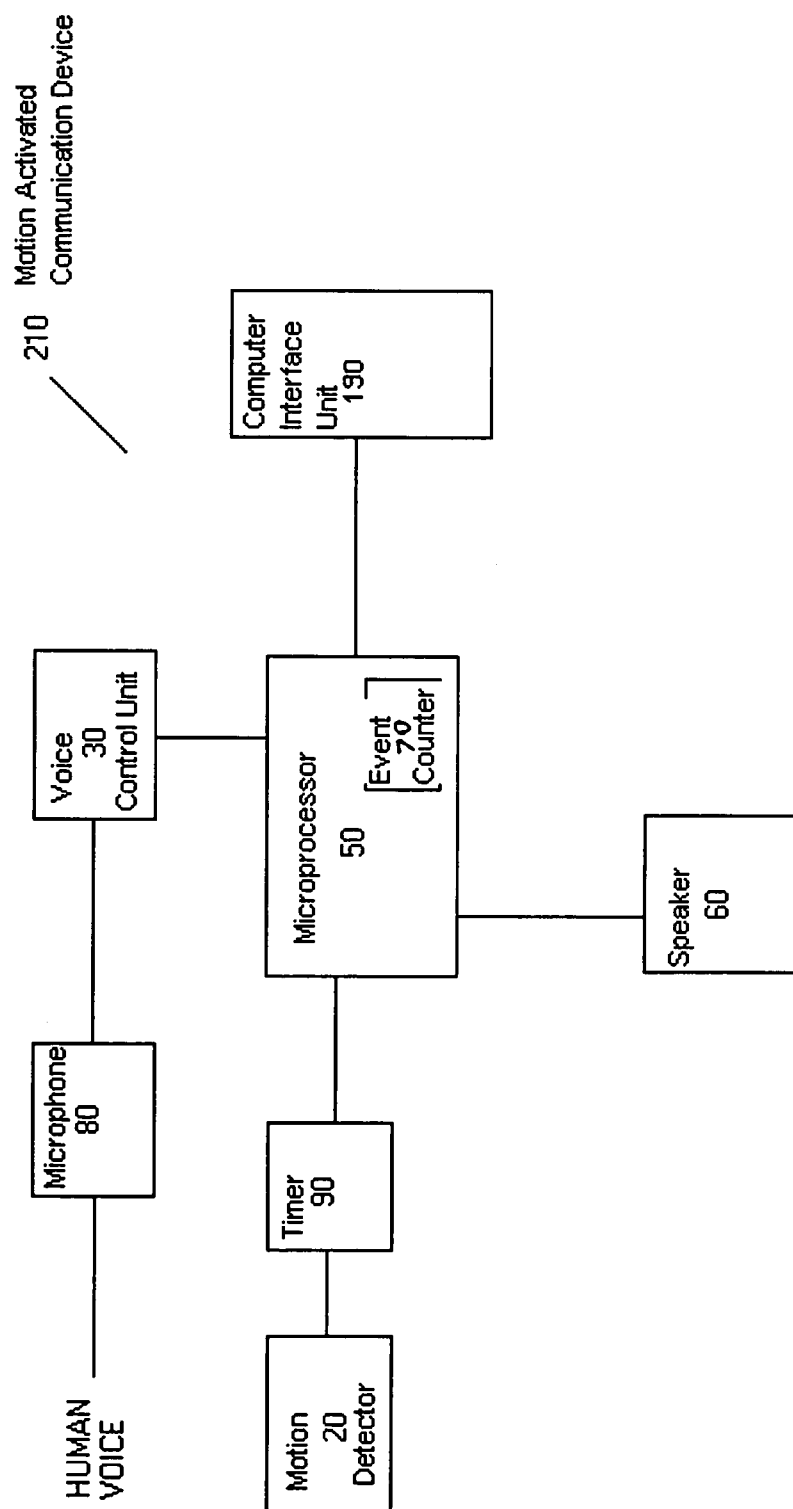 210 Motion Activated
Communication Device
HUMAN
VOICE
Microphone
80
Voice
30
Control Unit
Motion
20
Detector
Timer
90
Microprocessor
50
Event
70
Counter
Computer
Interface
Unit
190
Speaker
60